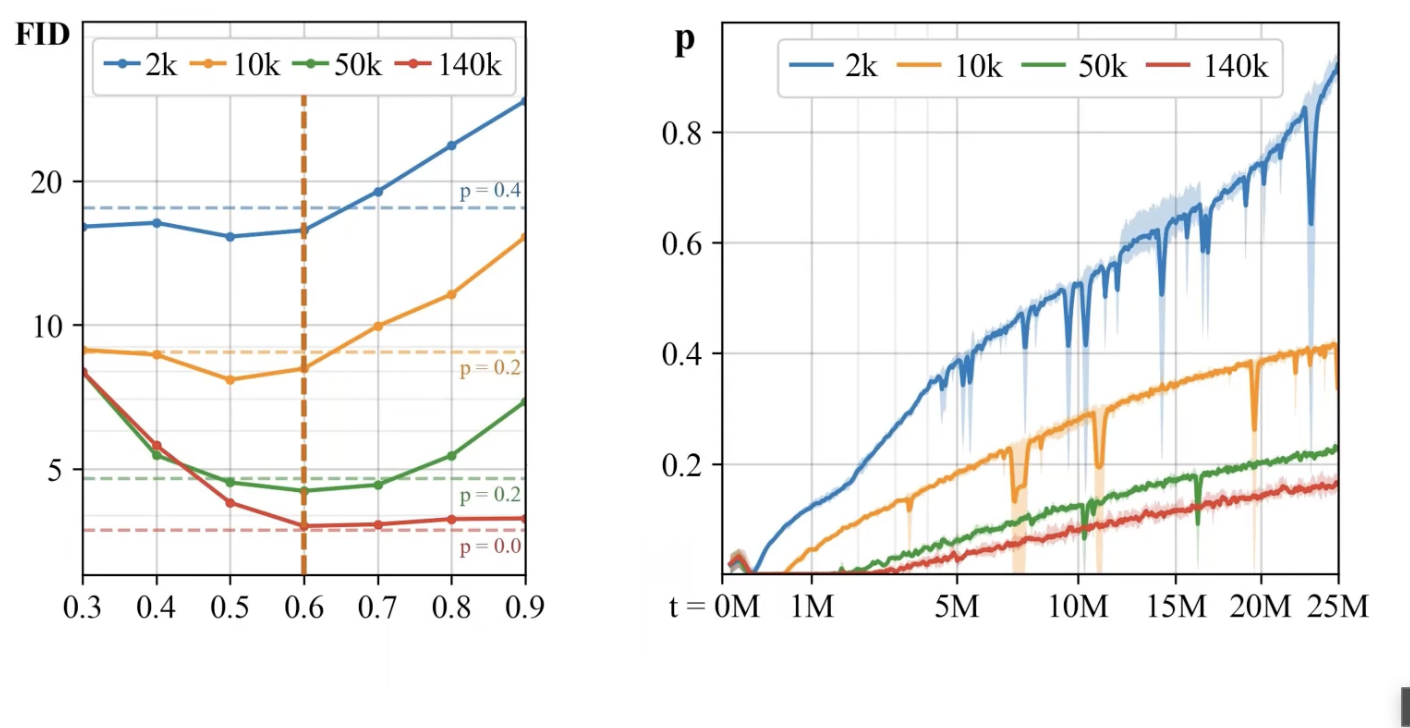 FID
2k 10k 50k 140k
20
10
5
p = 0.4
p = 0.2
p = 0.2
p = 0.0
0.3 0.4 0.5 0.6 0.7 0.8 0.9
p
2k 10k 50k 140k
0.8
0.6
0.4
0.2
t = 0M 1M 5M 10M 15M 20M 25M